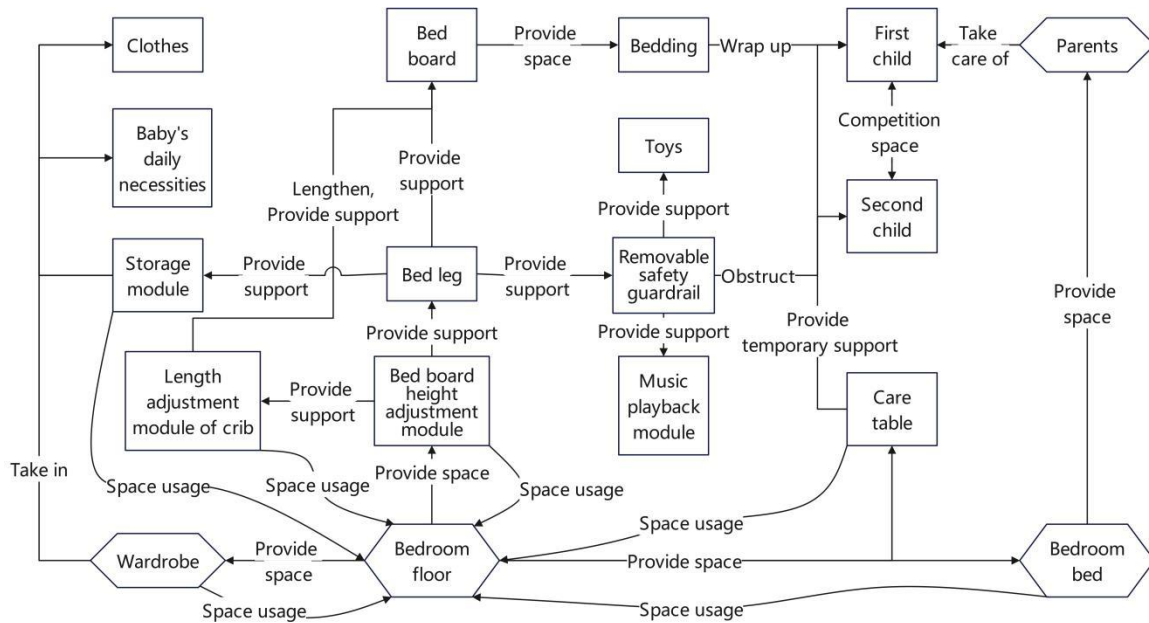 Clothes
Bed
board
Provide
space
Bedding
Wrap up
First
child
Take
care of
Parents
Baby's
daily
necessities
Lengthen,
Provide support
Provide
support
Toys
Competition
space
Provide support
Second
child
Storage
module
Provide
support
Bed leg
Provide
support
Removable
safety
guardrail
Obstruct
Provide
space
Provide support
Provide support
Provide
temporary support
Length
adjustment
module of crib
Provide
support
Bed board
height
adjustment
module
Music
playback
module
Care
table
Take in
Space usage
Space usage
Provide space
Space usage
Space usage
Wardrobe
Provide
space
Bedroom
floor
Provide space
Bedroom
bed
Space usage
Space usage